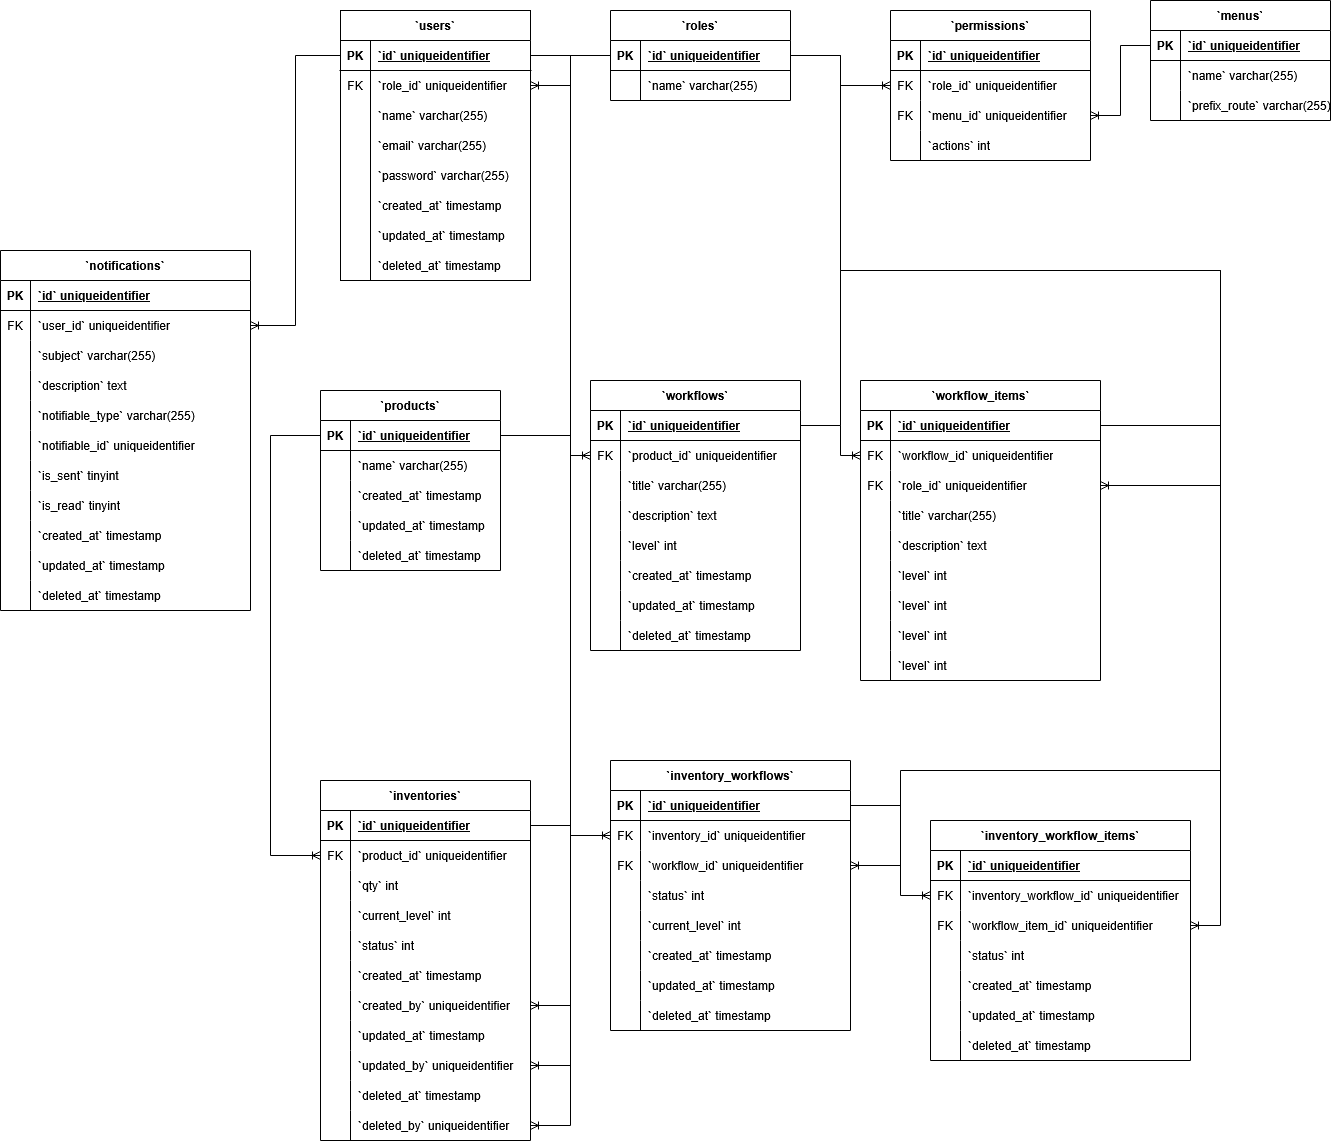 `users`
PK `id` uniqueidentifier
FK `role_id` uniqueidentifier
`name` varchar(255)
`email` varchar(255)
`password` varchar(255)
`created_at` timestamp
`updated_at` timestamp
`deleted_at` timestamp
`roles`
PK `id` uniqueidentifier
`name` varchar(255)
`permissions`
PK `id` uniqueidentifier
FK `role_id` uniqueidentifier
FK `menu_id` uniqueidentifier
`actions` int
`menus`
PK `id` uniqueidentifier
`name` varchar(255)
`prefix_route` varchar(255)
`notifications`
PK `id` uniqueidentifier
FK `user_id` uniqueidentifier
`subject` varchar(255)
`description` text
`notifiable_type` varchar(255)
`notifiable_id` uniqueidentifier
`is_sent` tinyint
`is_read` tinyint
`created_at` timestamp
`updated_at` timestamp
`deleted_at` timestamp
`products`
PK `id` uniqueidentifier
`name` varchar(255)
`created_at` timestamp
`updated_at` timestamp
`deleted_at` timestamp
`workflows`
PK `id` uniqueidentifier
FK `product_id` uniqueidentifier
`title` varchar(255)
`description` text
`level` int
`created_at` timestamp
`updated_at` timestamp
`deleted_at` timestamp
`workflow_items`
PK `id` uniqueidentifier
FK `workflow_id` uniqueidentifier
FK `role_id` uniqueidentifier
`title` varchar(255)
`description` text
`level` int
`level` int
`level` int
`level` int
`inventories`
PK `id` uniqueidentifier
FK `product_id` uniqueidentifier
`qty` int
`current_level` int
`status` int
`created_at` timestamp
`created_by` uniqueidentifier
`updated_at` timestamp
`updated_by` uniqueidentifier
`deleted_at` timestamp
`deleted_by` uniqueidentifier
`inventory_workflows`
PK `id` uniqueidentifier
FK `inventory_id` uniqueidentifier
FK `workflow_id` uniqueidentifier
`status` int
`current_level` int
`created_at` timestamp
`updated_at` timestamp
`deleted_at` timestamp
`inventory_workflow_items`
PK `id` uniqueidentifier
FK `inventory_workflow_id` uniqueidentifier
FK `workflow_item_id` uniqueidentifier
`status` int
`created_at` timestamp
`updated_at` timestamp
`deleted_at` timestamp